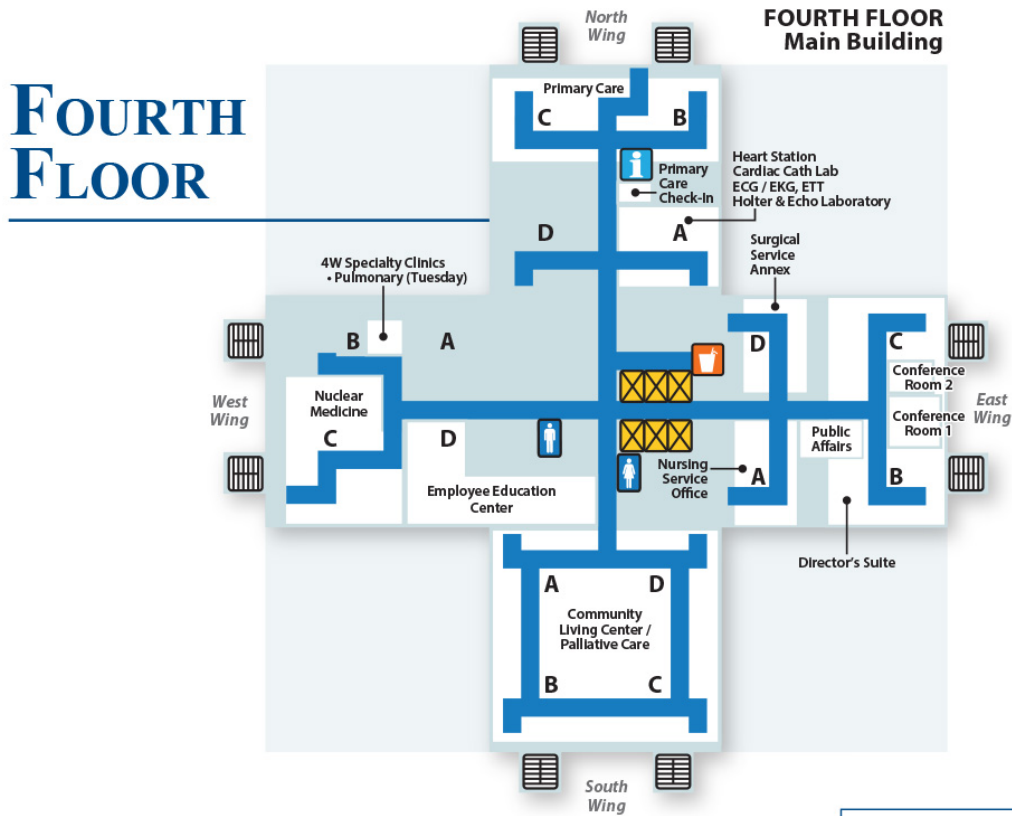 FOURTH
FLOOR
FOURTH FLOOR
Main Building
North
Wing
Primary Care
C
B
Primary
Care
Check-In
Heart Station
Cardiac Cath Lab
ECG / EKG, ETT
Holter & Echo Laboratory
D
A
Surgical
Service
Annex
4W Specialty Clinics
• Pulmonary (Tuesday)
B
A
D
C
Conference
Room 2
Nuclear
Medicine
West
Wing
East
Wing
Conference
Room 1
C
D
Public
Affairs
Nursing
Service
Office
A
B
Employee Education
Center
Director's Suite
A
D
Community
Living Center /
Palliative Care
B
C
South
Wing